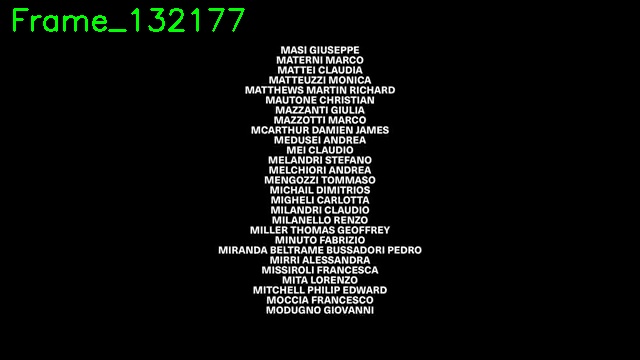 Frame_132177
MASI GIUSEPPE
MATERNI MARCO
MATTEI CLAUDIA
MATTEUZZI MONICA
MATTHEWS MARTIN RICHARD
MAUTONE CHRISTIAN
MAZZANTI GIULIA
MAZZOTTI MARCO
MCARTHUR DAMIEN JAMES
MEDUSEI ANDREA
MEI CLAUDIO
MELANDRI STEFANO
MELCHIORI ANDREA
MENGOZZI TOMMASO
MICHAIL DIMITRIOS
MIGHELI CARLOTTA
MILANDRI CLAUDIO
MILANELLO RENZO
MILLER THOMAS GEOFFREY
MINUTO FABRIZIO
MIRANDA BELTRAME BUSSADORI PEDRO
MIRRI ALESSANDRA
MISSIROLI FRANCESCA
MITA LORENZO
MITCHELL PHILIP EDWARD
MOCCIA FRANCESCO
MODUGNO GIOVANNI